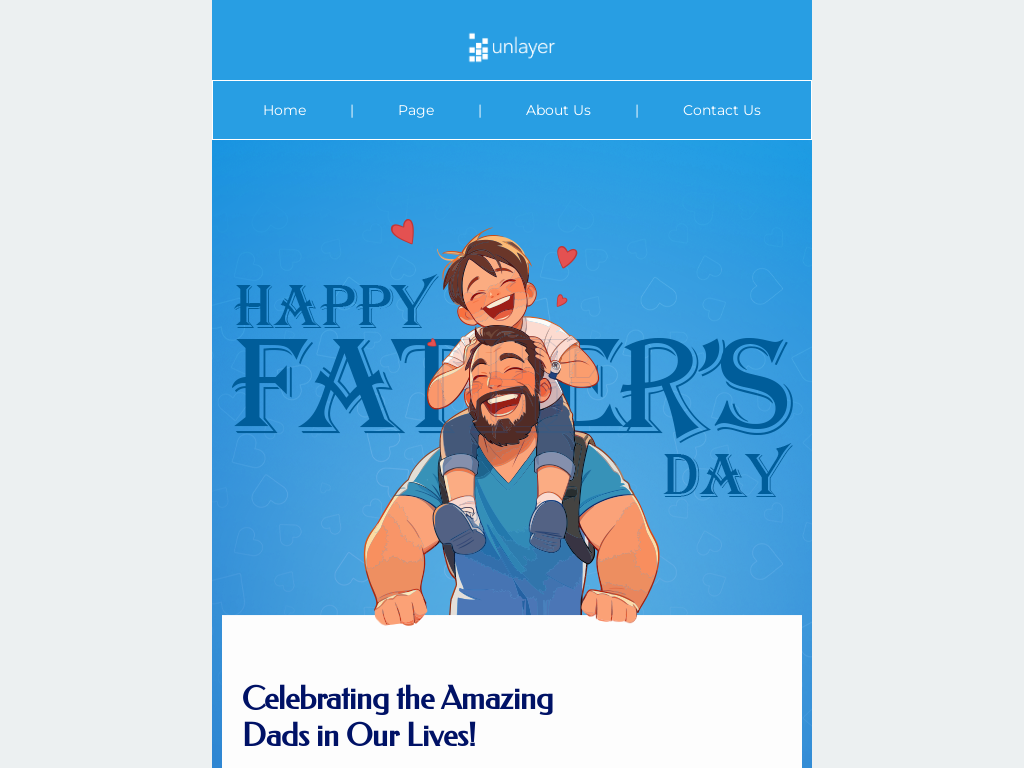 unlayer
Home | Page | About Us | Contact Us
HAPPY
FATHER'S
DAY
Celebrating the Amazing
Dads in Our Lives!